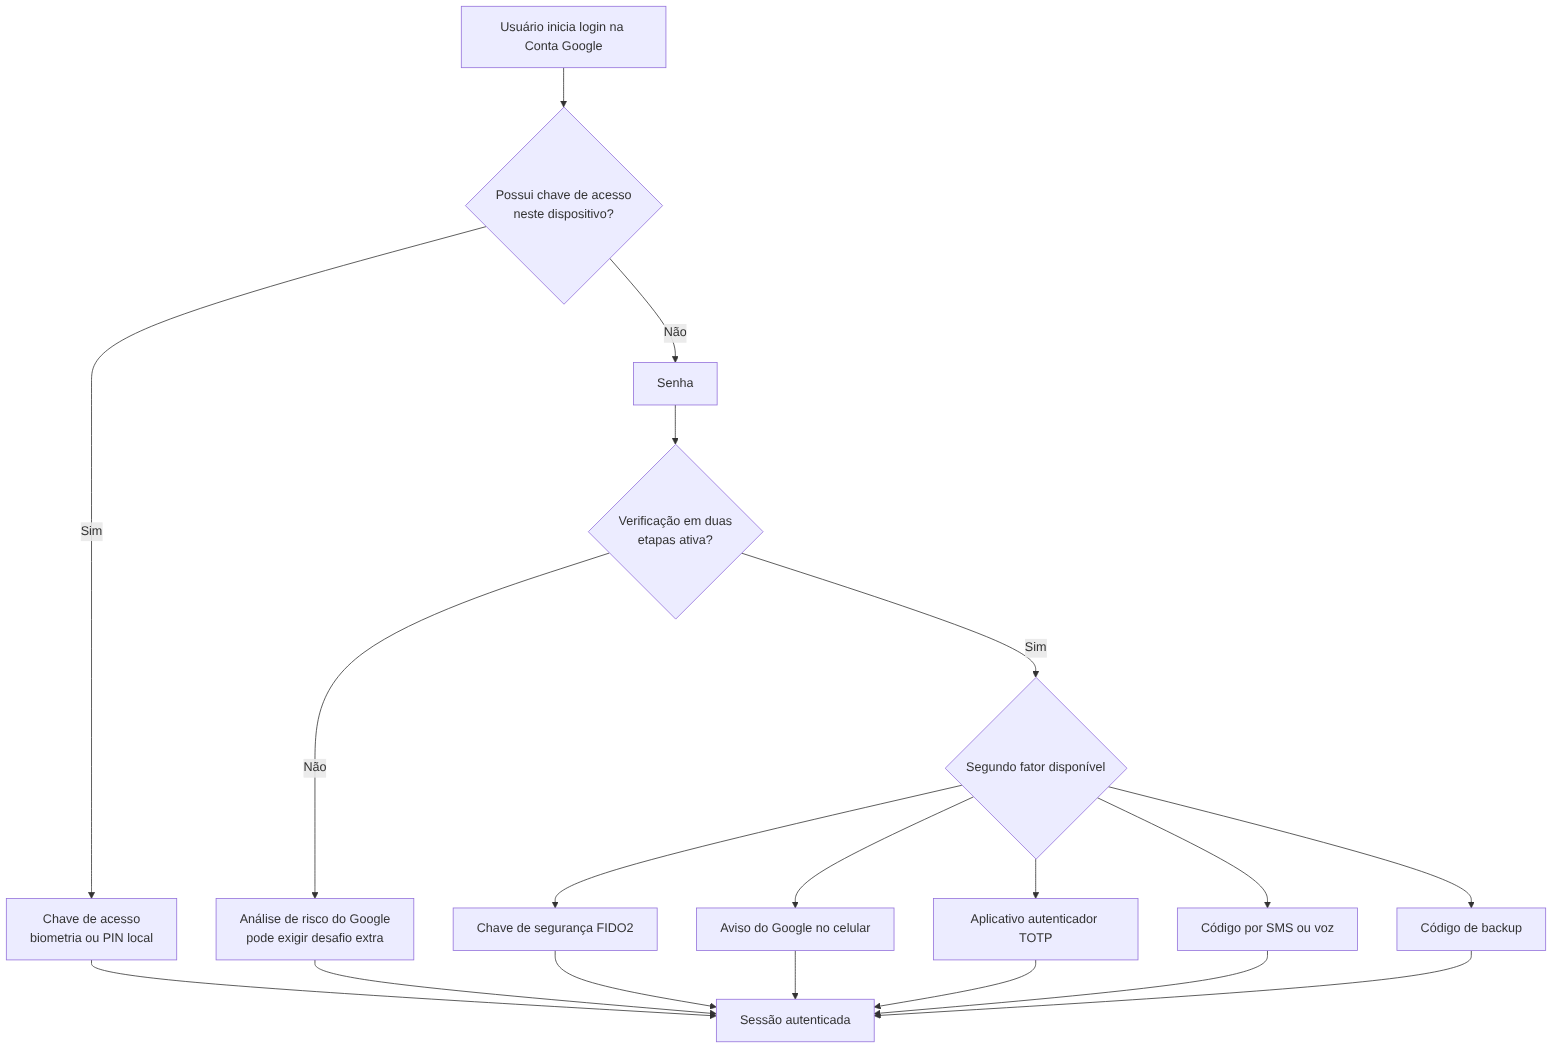 Usuário inicia login na
Conta Google
Possui chave de acesso
neste dispositivo?
Não
Senha
Sim
Verificação em duas
etapas ativa?
Sim
Não
Segundo fator disponível
Chave de acesso
biometria ou PIN local
Análise de risco do Google
pode exigir desafio extra
Chave de segurança FIDO2
Aviso do Google no celular
Aplicativo autenticador
TOTP
Código por SMS ou voz
Código de backup
Sessão autenticada